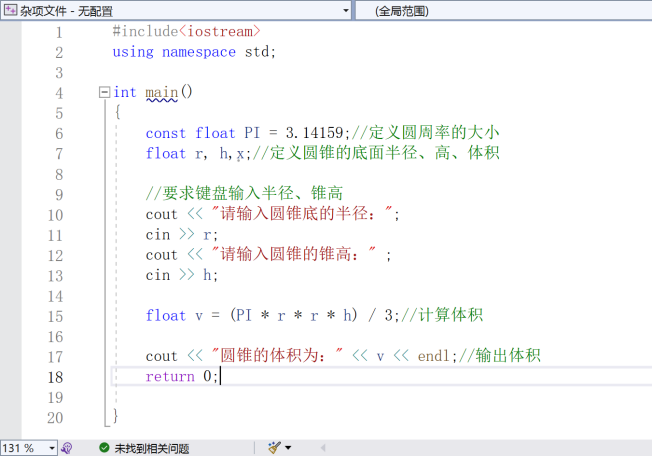 杂项文件 - 无配置
(全局范围)
1 #include<iostream>
2 using namespace std;
3
4 int main()
5 {
6 const float PI = 3.14159;//定义圆周率的大小
7 float r, h,x;//定义圆锥的底面半径、高、体积
8
9 //要求键盘输入半径、锥高
10 cout << "请输入圆锥底的半径：";
11 cin >> r;
12 cout << "请输入圆锥的锥高：" ;
13 cin >> h;
14
15 float v = (PI * r * r * h) / 3;//计算体积
16
17 cout << "圆锥的体积为：" << v << endl;//输出体积
18 return 0;
19
20 }
131 % 未找到相关问题